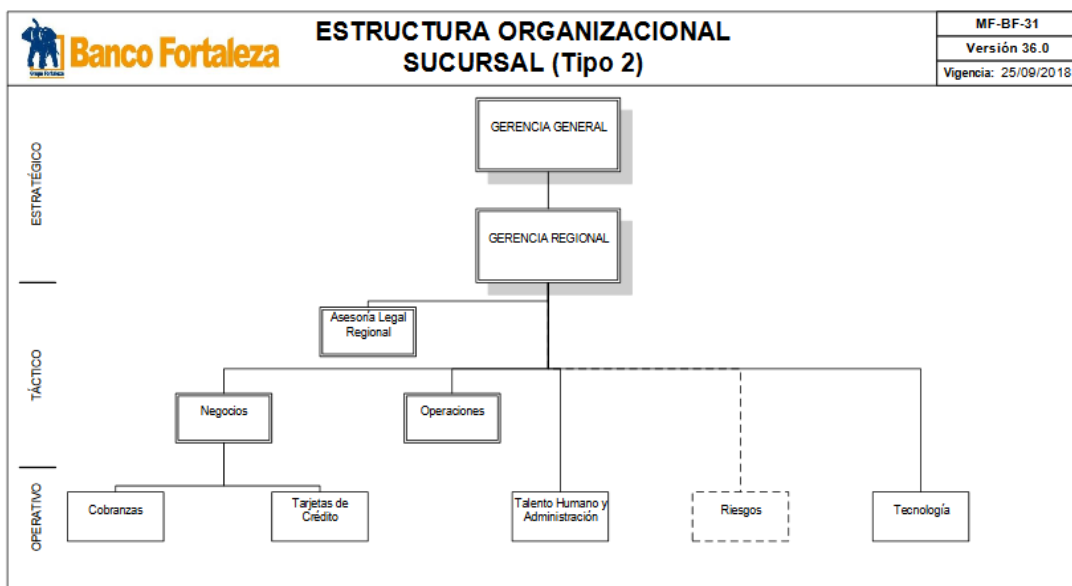 Banco Fortaleza
Grupo Fortaleza
ESTRUCTURA ORGANIZACIONAL
SUCURSAL (Tipo 2)
MF-BF-31
Versión 36.0
Vigencia: 25/09/2018
ESTRATÉGICO
GERENCIA GENERAL
GERENCIA REGIONAL
TÁCTICO
Asesoría Legal
Regional
Negocios
Operaciones
OPERATIVO
Cobranzas
Tarjetas de
Crédito
Talento Humano y
Administración
Riesgos
Tecnología